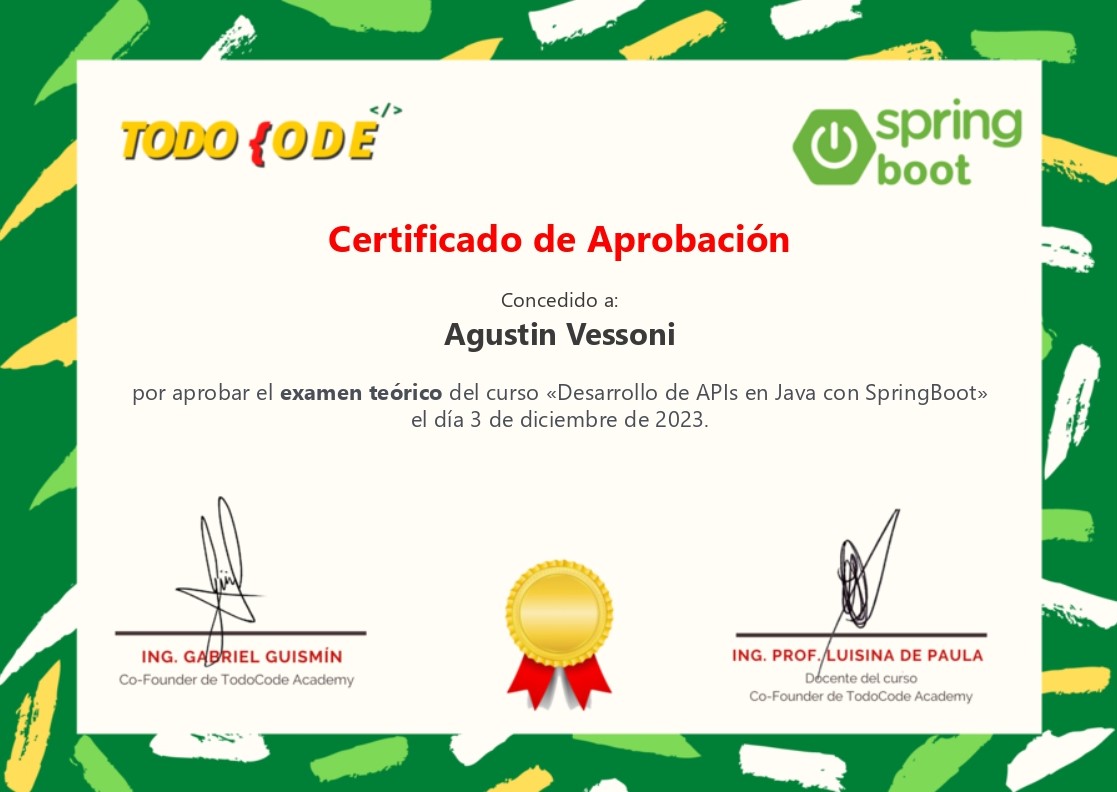 TODO {ODE </>
spring
boot
Certificado de Aprobación
Concedido a:
Agustin Vessoni
por aprobar el examen teórico del curso «Desarrollo de APIs en Java con SpringBoot»
el día 3 de diciembre de 2023.
ING. GABRIEL GUISMÍN
Co-Founder de TodoCode Academy
ING. PROF. LUISINA DE PAULA
Docente del curso
Co-Founder de TodoCode Academy